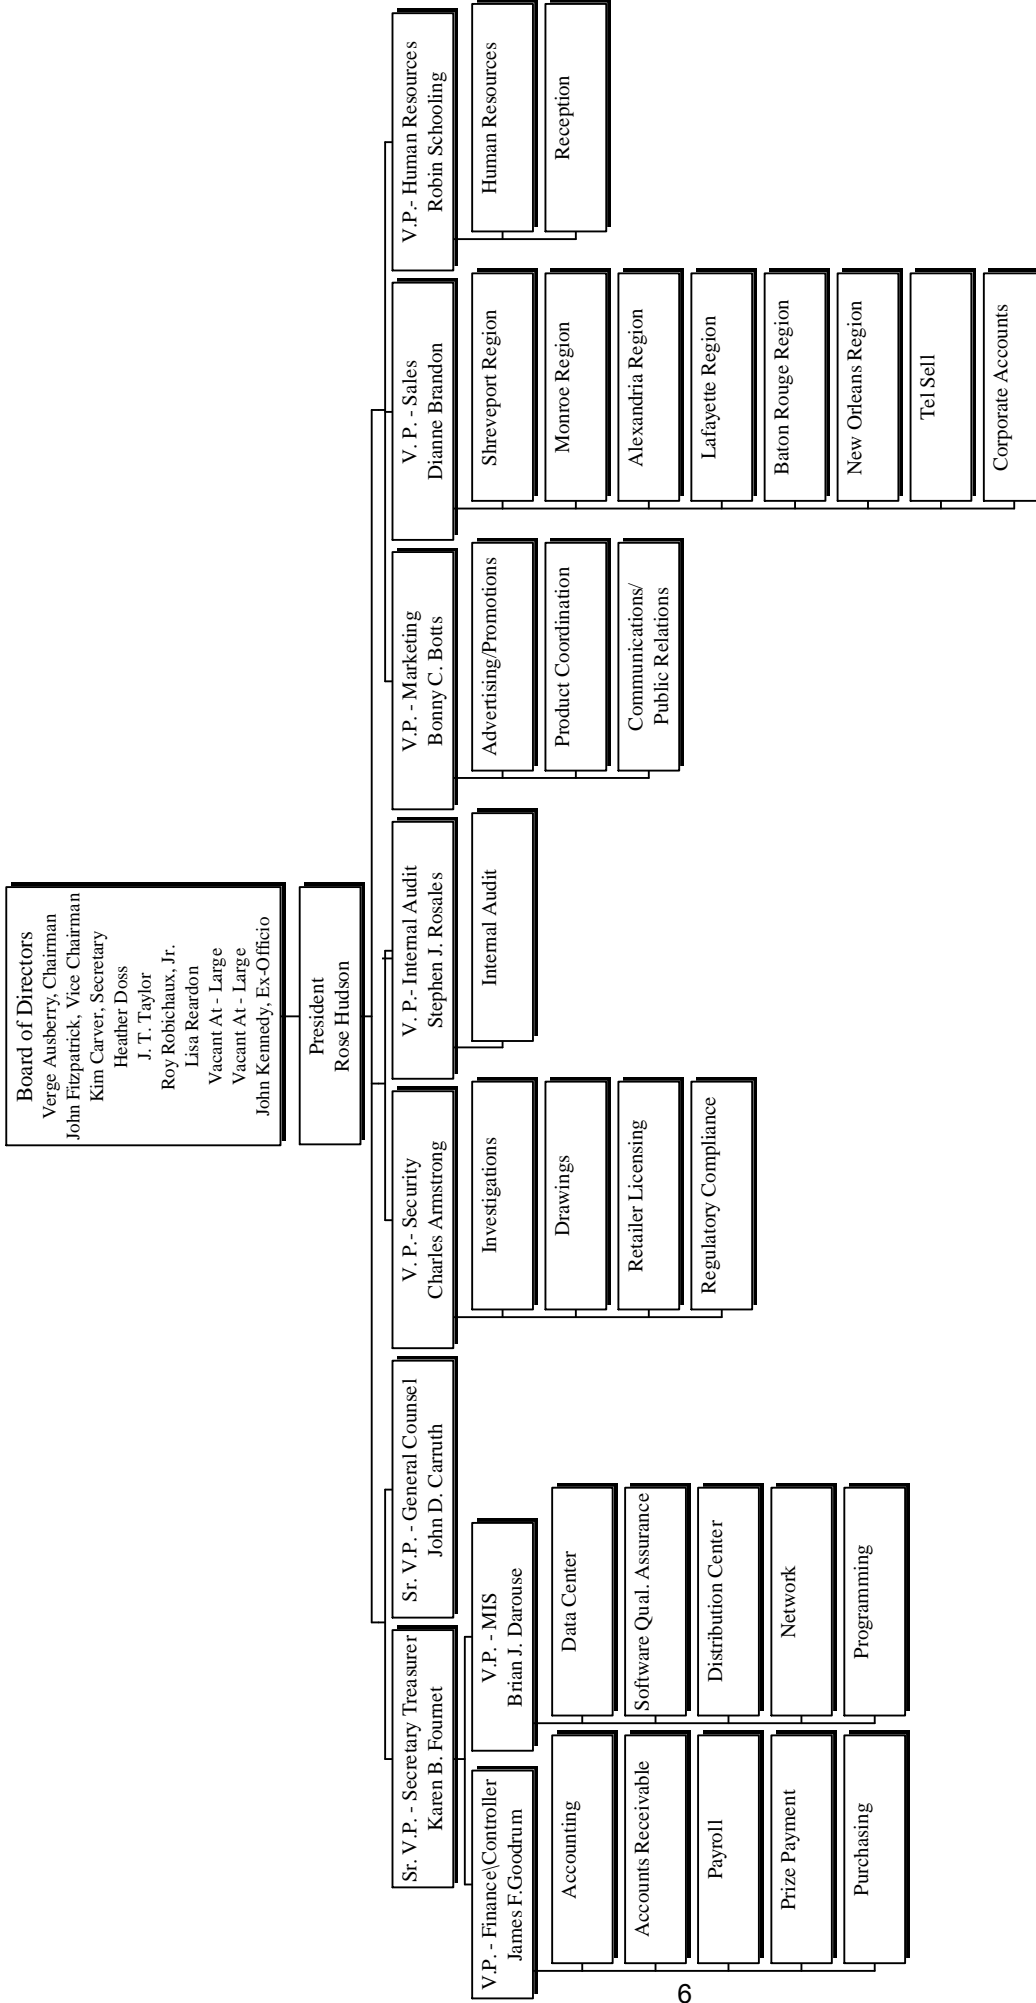 Board of Directors
Verge Ausberry, Chairman
John Fitzpatrick, Vice Chairman
Kim Carver, Secretary
Heather Doss
J. T. Taylor
Roy Robichaux, Jr.
Lisa Reardon
Vacant At - Large
Vacant At - Large
John Kennedy, Ex-Officio
President
Rose Hudson
Sr. V.P. - Secretary Treasurer
Karen B. Fournet
V.P. - Finance\Controller
James F.Goodrum
Accounting
Accounts Receivable
Payroll
Prize Payment
Purchasing
V.P. - MIS
Brian J. Darouse
Data Center
Software Qual. Assurance
Distribution Center
Network
Programming
Sr. V.P. - General Counsel
John D. Carruth
V. P.- Security
Charles Armstrong
Investigations
Drawings
Retailer Licensing
Regulatory Compliance
V. P.- Internal Audit
Stephen J. Rosales
Internal Audit
V.P. - Marketing
Bonny C. Botts
Advertising/Promotions
Product Coordination
Communications/
Public Relations
V. P. - Sales
Dianne Brandon
Shreveport Region
Monroe Region
Alexandria Region
Lafayette Region
Baton Rouge Region
New Orleans Region
Tel Sell
Corporate Accounts
V.P.- Human Resources
Robin Schooling
Human Resources
Reception
6